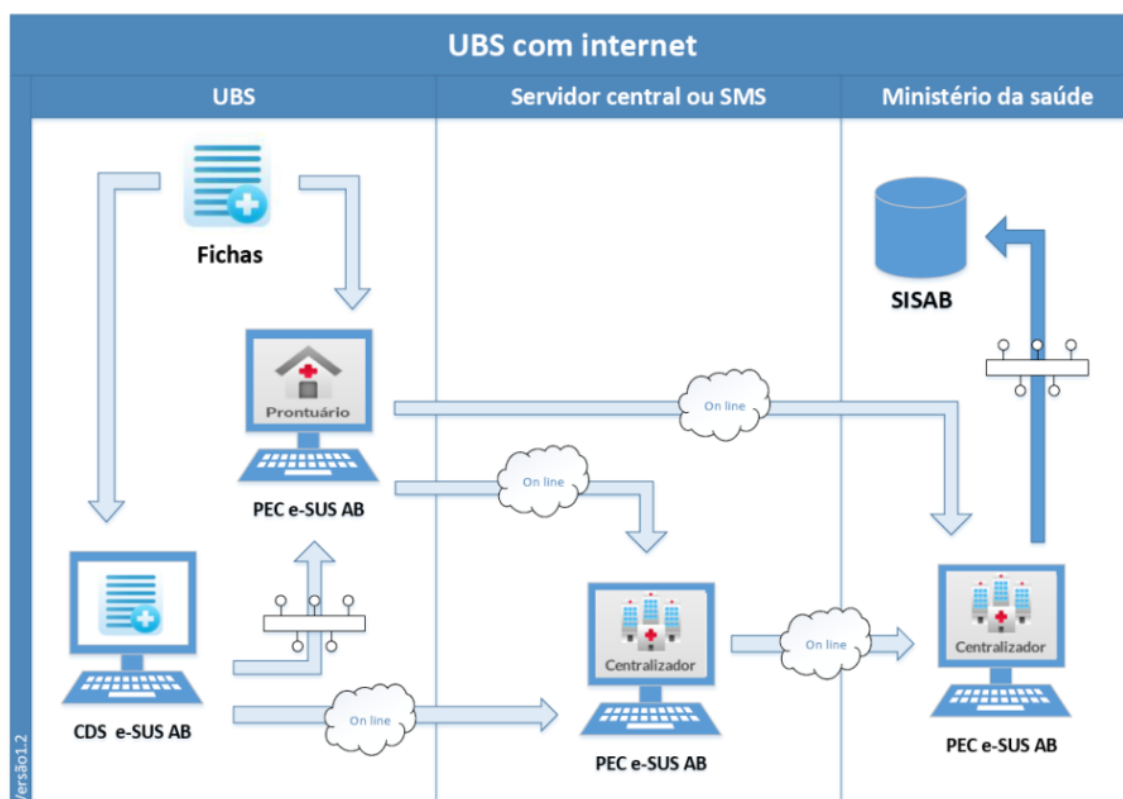 UBS com internet
UBS
Servidor central ou SMS
Ministério da saúde
Fichas
SISAB
Prontuário
PEC e-SUS AB
On line
On line
CDS e-SUS AB
On line
Centralizador
PEC e-SUS AB
On line
Centralizador
PEC e-SUS AB
Versão1.2